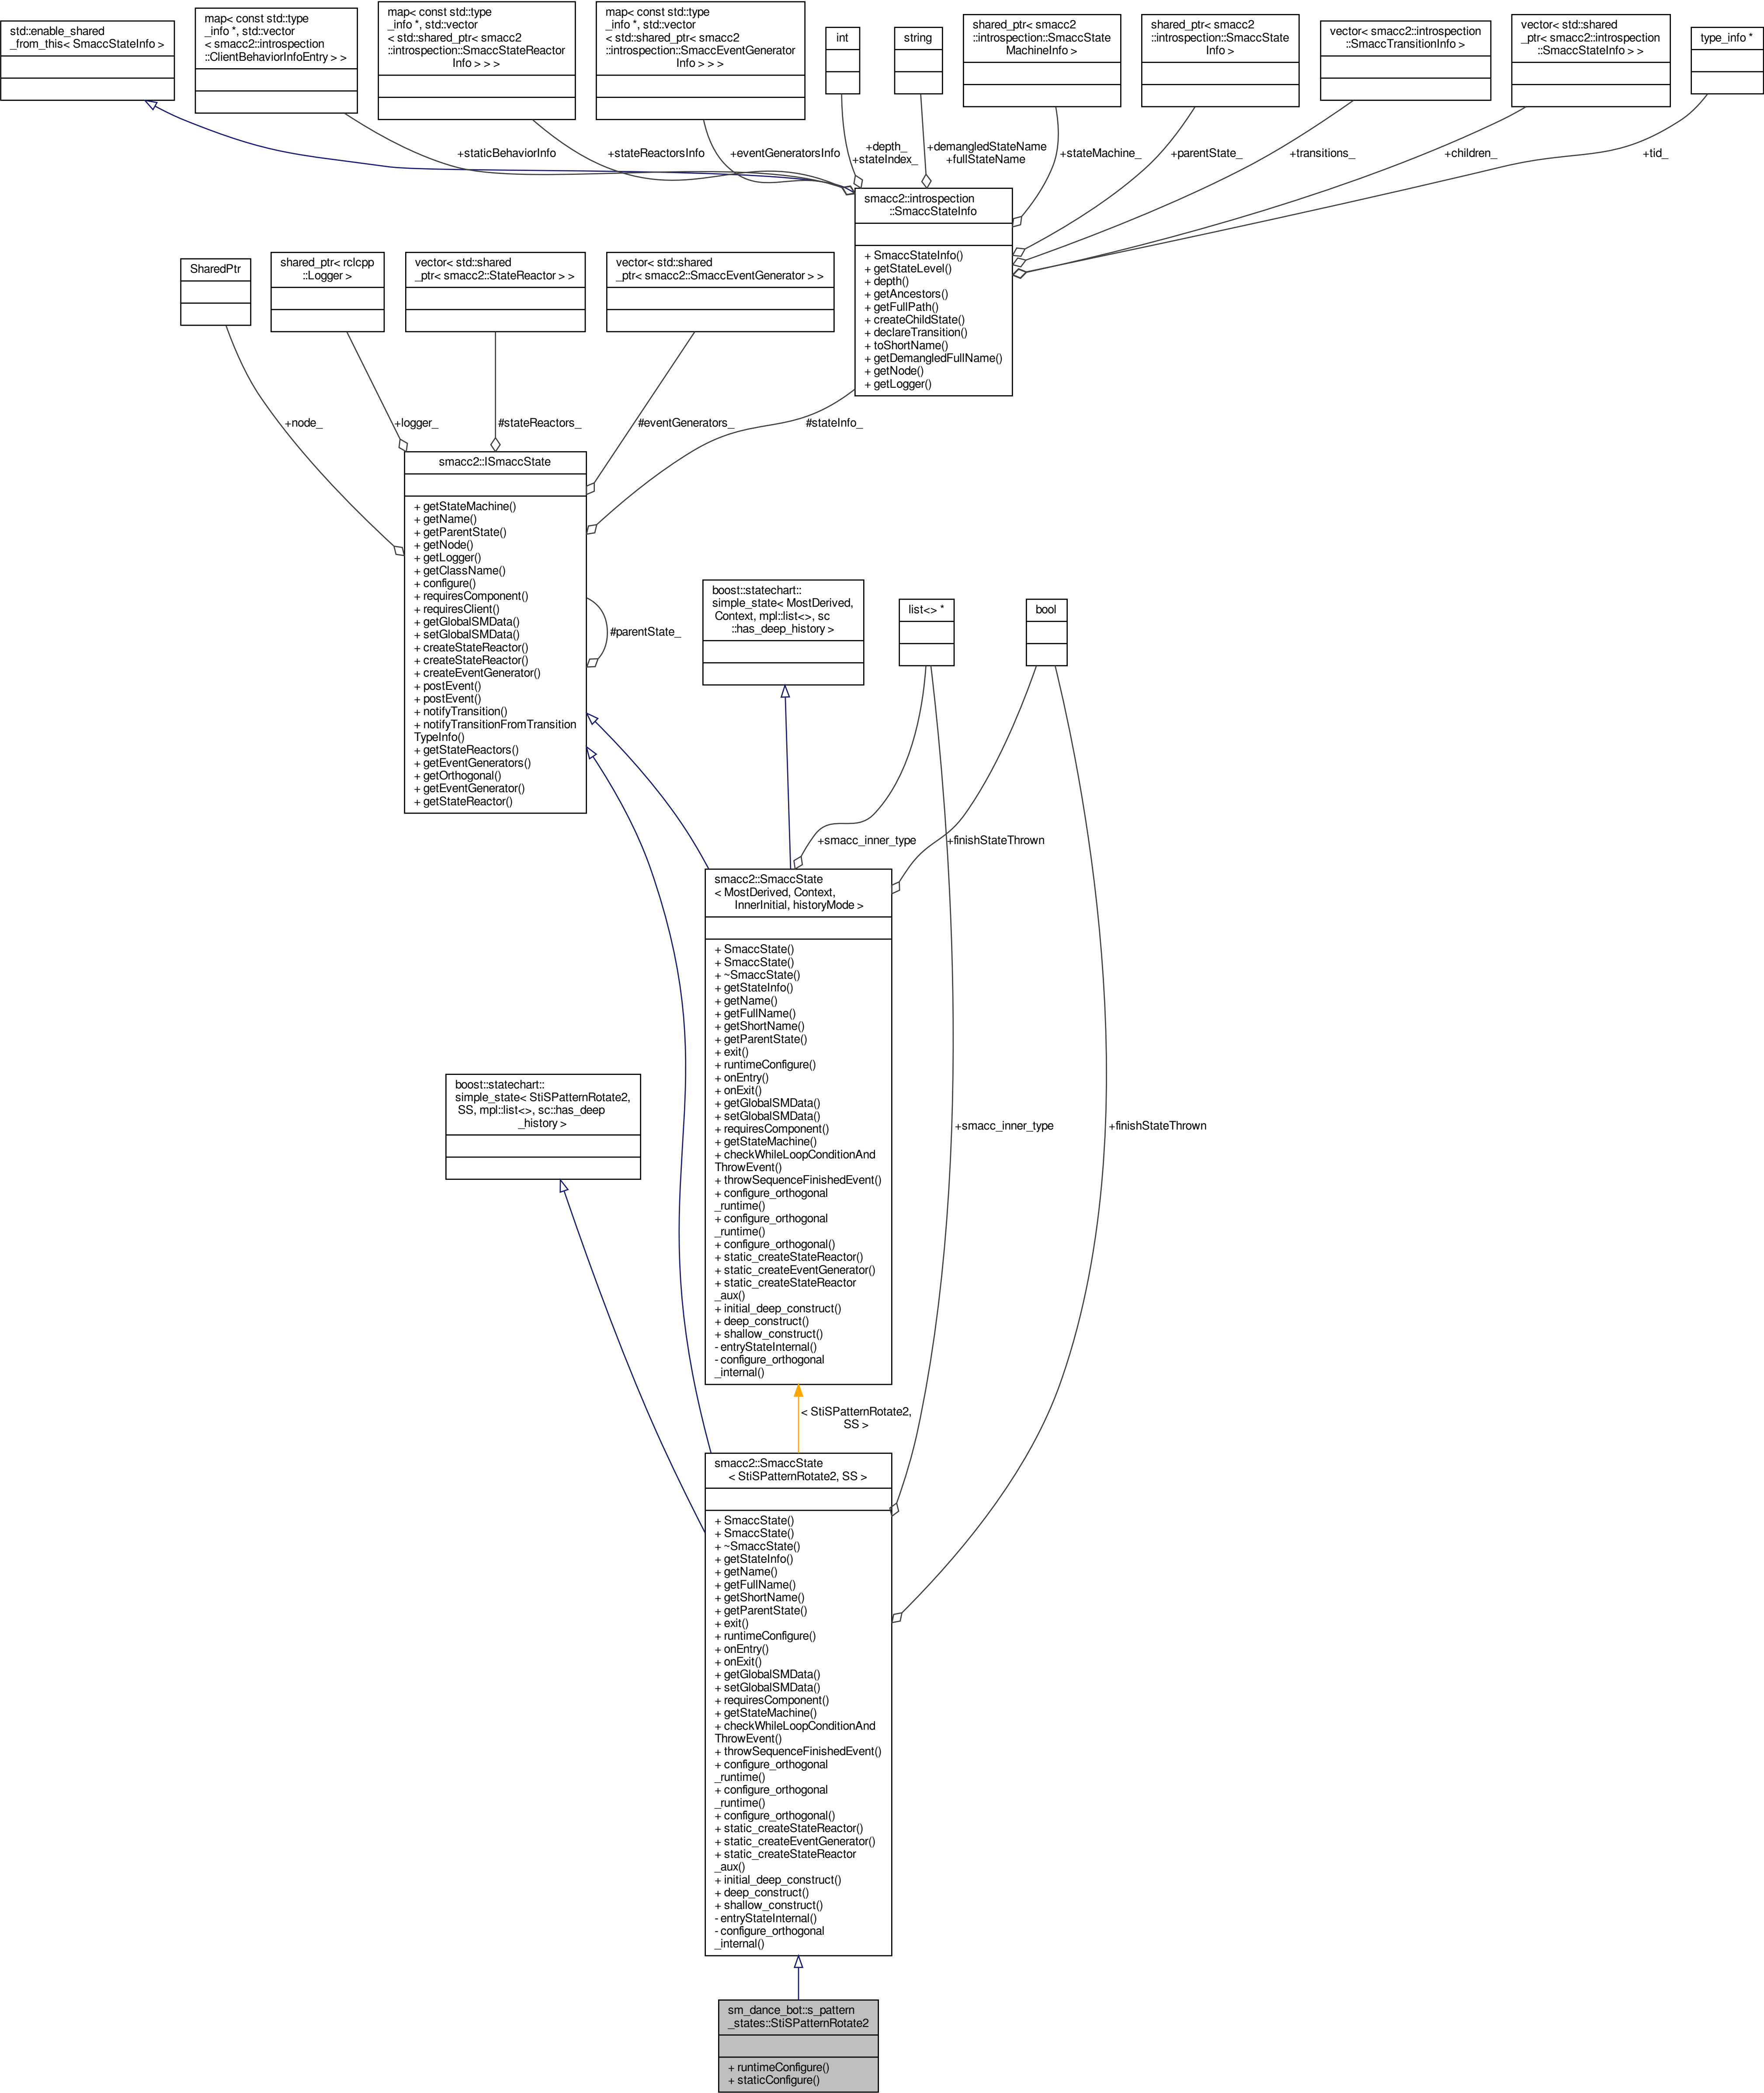 std::enable_shared
_from_this< SmaccStateInfo >
map< const std::type
_info *, std::vector
< smacc2::introspection
::ClientBehaviorInfoEntry > >
map< const std::type
_info *, std::vector
< std::shared_ptr< smacc2
::introspection::SmaccStateReactor
Info > > >
map< const std::type
_info *, std::vector
< std::shared_ptr< smacc2
::introspection::SmaccEventGenerator
Info > > >
int
string
shared_ptr< smacc2
::introspection::SmaccState
MachineInfo >
shared_ptr< smacc2
::introspection::SmaccState
Info >
vector< smacc2::introspection
::SmaccTransitionInfo >
vector< std::shared
_ptr< smacc2::introspection
::SmaccStateInfo > >
type_info *
+staticBehaviorInfo
+stateReactorsInfo
+eventGeneratorsInfo
+depth_
+stateIndex_
+demangledStateName
+fullStateName
+stateMachine_
+parentState_
+transitions_
+children_
+tid_
smacc2::introspection
::SmaccStateInfo
+ SmaccStateInfo()
+ getStateLevel()
+ depth()
+ getAncestors()
+ getFullPath()
+ createChildState()
+ declareTransition()
+ toShortName()
+ getDemangledFullName()
+ getNode()
+ getLogger()
SharedPtr
shared_ptr< rclcpp
::Logger >
vector< std::shared
_ptr< smacc2::StateReactor > >
vector< std::shared
_ptr< smacc2::SmaccEventGenerator > >
+node_
+logger_
#stateReactors_
#eventGenerators_
#stateInfo_
smacc2::ISmaccState
+ getStateMachine()
+ getName()
+ getParentState()
+ getNode()
+ getLogger()
+ getClassName()
+ configure()
+ requiresComponent()
+ requiresClient()
+ getGlobalSMData()
+ setGlobalSMData()
+ createStateReactor()
+ createStateReactor()
+ createEventGenerator()
+ postEvent()
+ postEvent()
+ notifyTransition()
+ notifyTransitionFromTransition
TypeInfo()
+ getStateReactors()
+ getEventGenerators()
+ getOrthogonal()
+ getEventGenerator()
+ getStateReactor()
#parentState_
boost::statechart::
simple_state< MostDerived,
Context, mpl::list<>, sc
::has_deep_history >
list<> *
bool
+smacc_inner_type
+finishStateThrown
smacc2::SmaccState
< MostDerived, Context,
InnerInitial, historyMode >
+ SmaccState()
+ SmaccState()
+ ~SmaccState()
+ getStateInfo()
+ getName()
+ getFullName()
+ getShortName()
+ getParentState()
+ exit()
+ runtimeConfigure()
+ onEntry()
+ onExit()
+ getGlobalSMData()
+ setGlobalSMData()
+ requiresComponent()
+ getStateMachine()
+ checkWhileLoopConditionAnd
ThrowEvent()
+ throwSequenceFinishedEvent()
+ configure_orthogonal
_runtime()
+ configure_orthogonal
_runtime()
+ configure_orthogonal()
+ static_createStateReactor()
+ static_createEventGenerator()
+ static_createStateReactor
_aux()
+ initial_deep_construct()
+ deep_construct()
+ shallow_construct()
- entryStateInternal()
- configure_orthogonal
_internal()
boost::statechart::
simple_state< StiSPatternRotate2,
SS, mpl::list<>, sc::has_deep
_history >
+smacc_inner_type
+finishStateThrown
< StiSPatternRotate2,
SS >
smacc2::SmaccState
< StiSPatternRotate2, SS >
+ SmaccState()
+ SmaccState()
+ ~SmaccState()
+ getStateInfo()
+ getName()
+ getFullName()
+ getShortName()
+ getParentState()
+ exit()
+ runtimeConfigure()
+ onEntry()
+ onExit()
+ getGlobalSMData()
+ setGlobalSMData()
+ requiresComponent()
+ getStateMachine()
+ checkWhileLoopConditionAnd
ThrowEvent()
+ throwSequenceFinishedEvent()
+ configure_orthogonal
_runtime()
+ configure_orthogonal
_runtime()
+ configure_orthogonal()
+ static_createStateReactor()
+ static_createEventGenerator()
+ static_createStateReactor
_aux()
+ initial_deep_construct()
+ deep_construct()
+ shallow_construct()
- entryStateInternal()
- configure_orthogonal
_internal()
sm_dance_bot::s_pattern
_states::StiSPatternRotate2
+ runtimeConfigure()
+ staticConfigure()